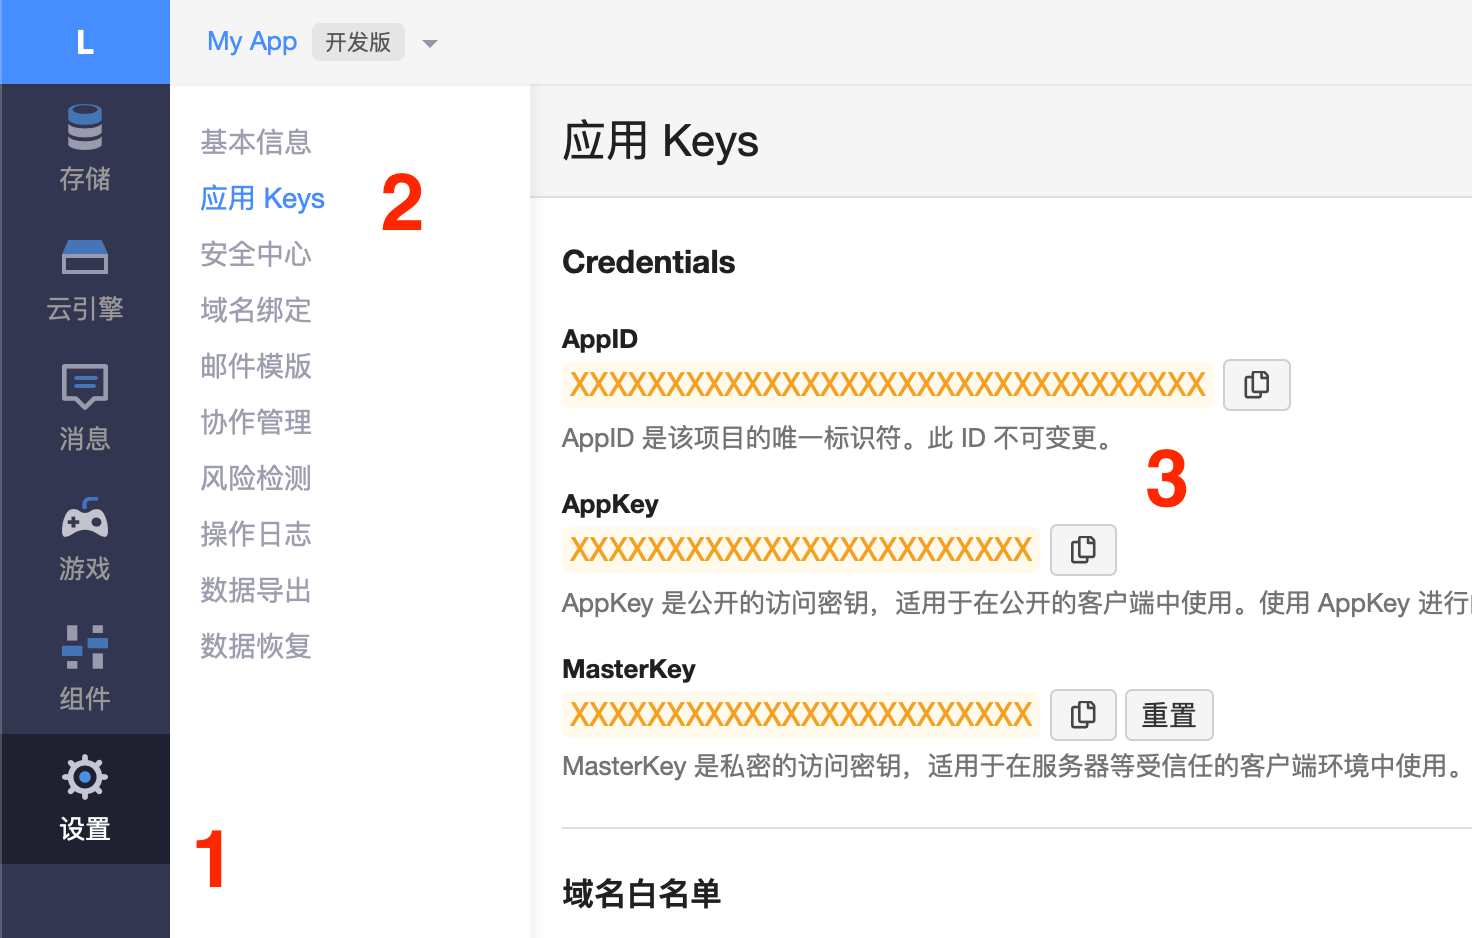 L
My App 开发版
存储
云引擎
消息
游戏
组件
设置
1
基本信息
应用 Keys
2
安全中心
域名绑定
邮件模版
协作管理
风险检测
操作日志
数据导出
数据恢复
应用 Keys
Credentials
AppID
XXXXXXXXXXXXXXXXXXXXXXXXXXXXXXXXX
AppID 是该项目的唯一标识符。此 ID 不可变更。
3
AppKey
XXXXXXXXXXXXXXXXXXXXXXXX
AppKey 是公开的访问密钥，适用于在公开的客户端中使用。使用 AppKey 进行
MasterKey
XXXXXXXXXXXXXXXXXXXXXXXX
重置
MasterKey 是私密的访问密钥，适用于在服务器等受信任的客户端环境中使用。
域名白名单